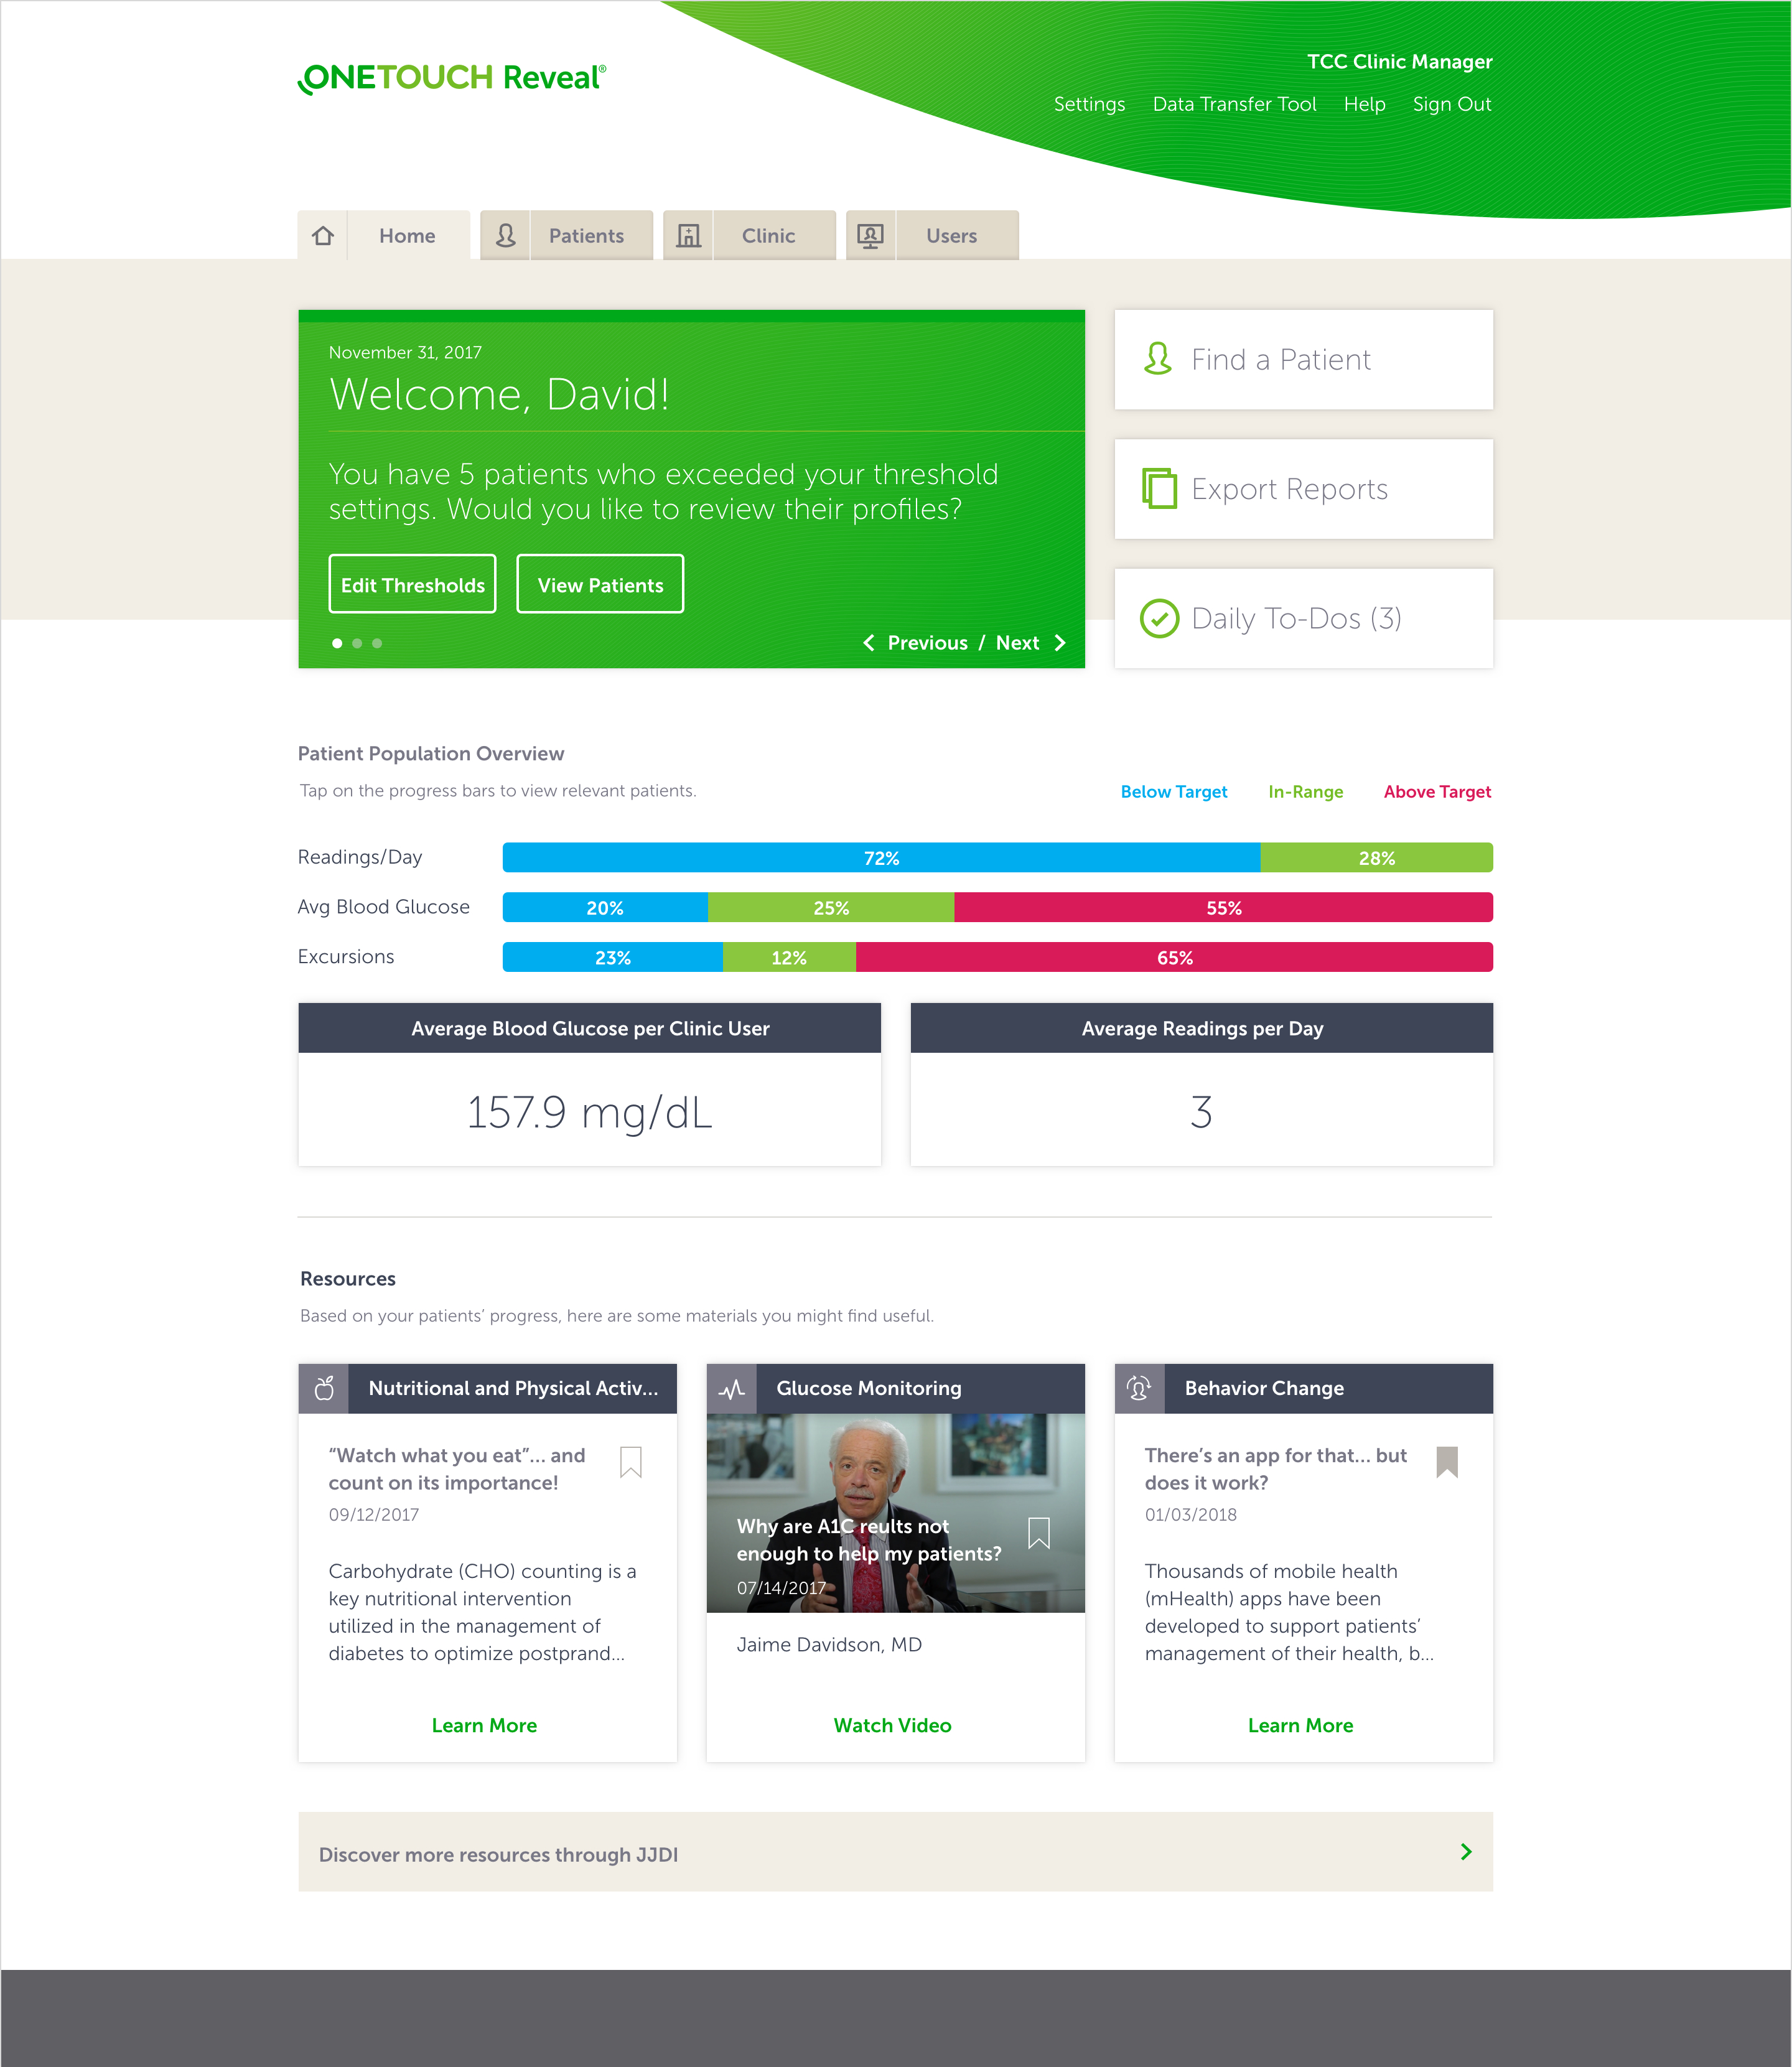 ONETOUCH Reveal®
TCC Clinic Manager
Settings Data Transfer Tool Help Sign Out
Home Patients Clinic Users
November 31, 2017
Welcome, David!
You have 5 patients who exceeded your threshold
settings. Would you like to review their profiles?
Edit Thresholds View Patients
Previous / Next
Find a Patient
Export Reports
Daily To-Dos (3)
Patient Population Overview
Tap on the progress bars to view relevant patients.
Below Target In-Range Above Target
Readings/Day 72% 28%
Avg Blood Glucose 20% 25% 55%
Excursions 23% 12% 65%
Average Blood Glucose per Clinic User
157.9 mg/dL
Average Readings per Day
3
Resources
Based on your patients’ progress, here are some materials you might find useful.
Nutritional and Physical Activ...
“Watch what you eat”... and
count on its importance!
09/12/2017
Carbohydrate (CHO) counting is a
key nutritional intervention
utilized in the management of
diabetes to optimize postprand...
Learn More
Glucose Monitoring
Why are A1C reults not
enough to help my patients?
07/14/2017
Jaime Davidson, MD
Watch Video
Behavior Change
There’s an app for that... but
does it work?
01/03/2018
Thousands of mobile health
(mHealth) apps have been
developed to support patients’
management of their health, b...
Learn More
Discover more resources through JJDI